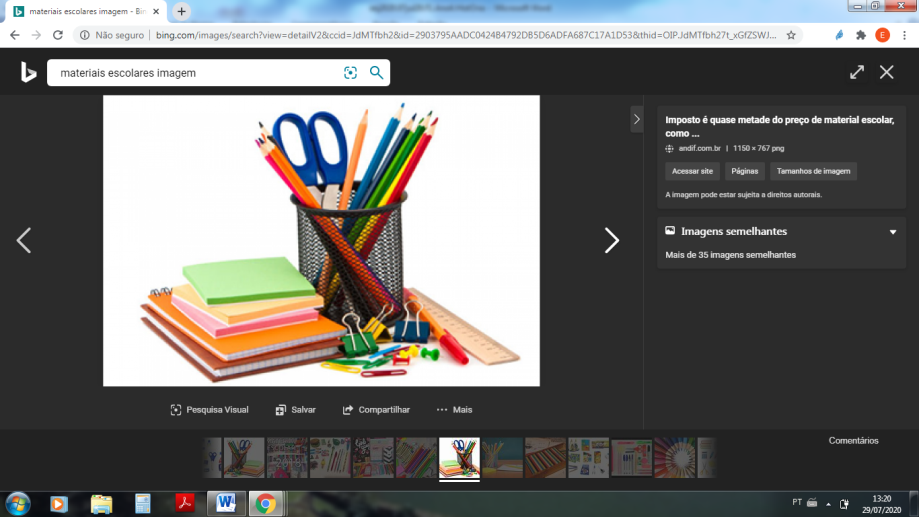 materiais escolares imagem - Bin
Não seguro | bing.com/images/search?view=detailV2&ccid=JdMTfbh2&id=2903795AADC0424B4792DB5D6ADFA687C17A1D53&thid=OIP.JdMTfbh27t_xGfZSWJ...
E
materiais escolares imagem
Imposto é quase metade do preço de material escolar,
como ...
andif.com.br | 1150 × 767 png
Acessar site Páginas Tamanhos de imagem
A imagem pode estar sujeita a direitos autorais.
Imagens semelhantes
Mais de 35 imagens semelhantes
Pesquisa Visual Salvar Compartilhar Mais
Comentários
PT
13:20
29/07/2020